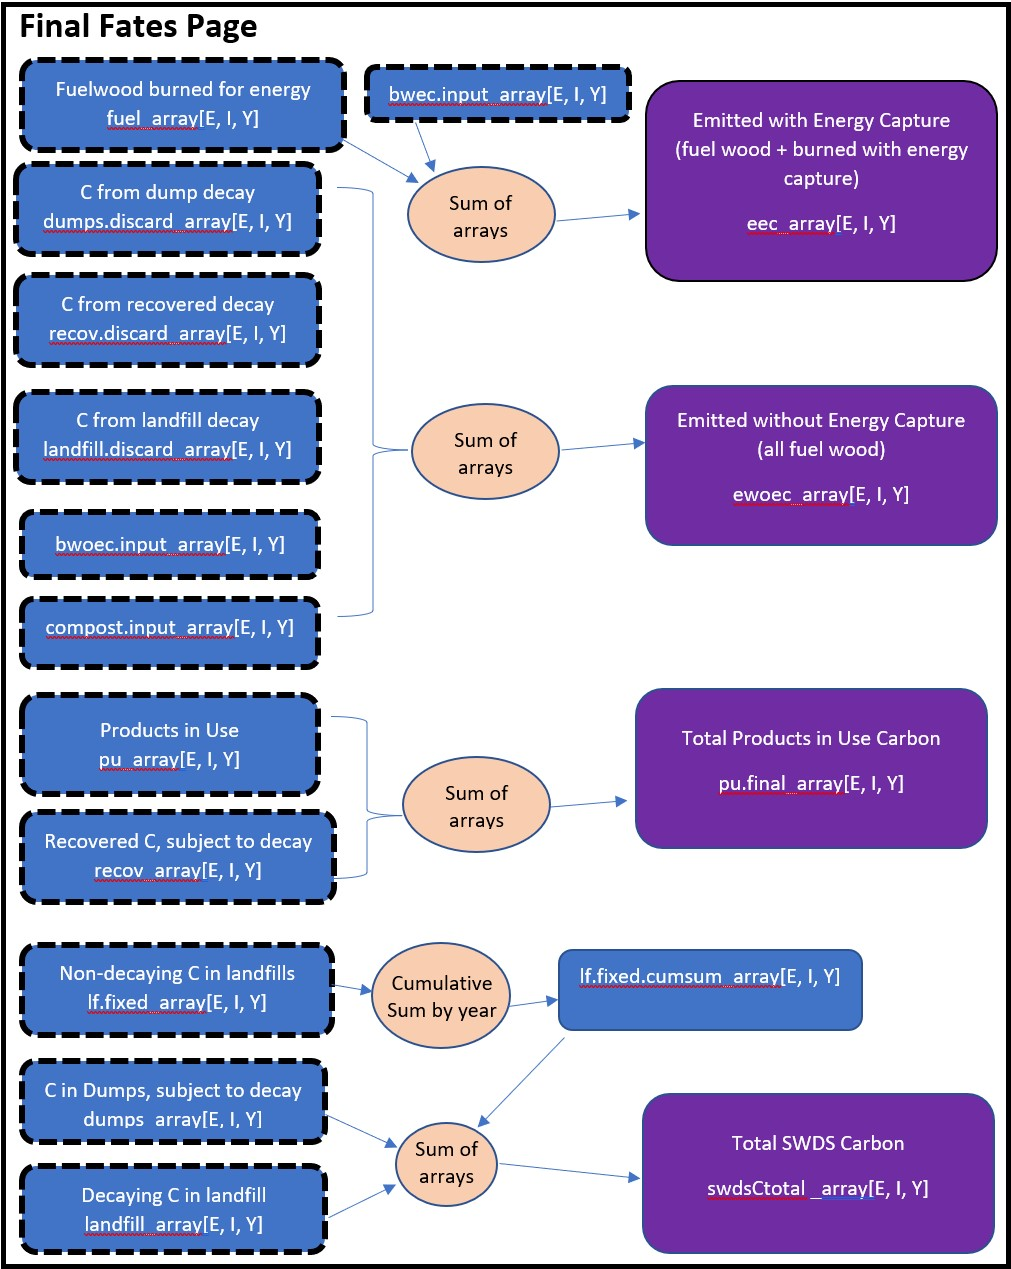 Final Fates Page
Fuelwood burned for energy
fuel_array[E, I, Y]
bwec.input_array[E, I, Y]
Sum of
arrays
Emitted with Energy Capture
(fuel wood + burned with energy
capture)
eec_array[E, I, Y]
C from dump decay
dumps.discard_array[E, I, Y]
C from recovered decay
recov.discard_array[E, I, Y]
C from landfill decay
landfill.discard_array[E, I, Y]
bwoec.input_array[E, I, Y]
compost.input_array[E, I, Y]
Sum of
arrays
Emitted without Energy Capture
(all fuel wood)
ewoec_array[E, I, Y]
Products in Use
pu_array[E, I, Y]
Recovered C, subject to decay
recov_array[E, I, Y]
Sum of
arrays
Total Products in Use Carbon
pu.final_array[E, I, Y]
Non-decaying C in landfills
lf.fixed_array[E, I, Y]
Cumulative
Sum by year
lf.fixed.cumsum_array[E, I, Y]
C in Dumps, subject to decay
dumps_array[E, I, Y]
Decaying C in landfill
landfill_array[E, I, Y]
Sum of
arrays
Total SWDS Carbon
swdsCtotal _array[E, I, Y]